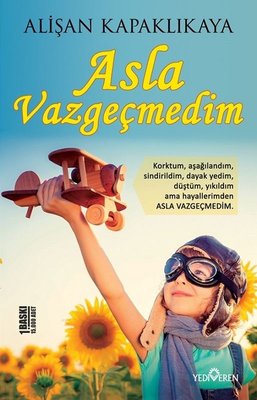 ALİŞAN KAPAKLIKAYA
Asla
Vazgeçmedim
Korktum, aşağılandım,
sindirildim, dayak yedim,
düştüm, yıkıldım
ama hayallerimden
ASLA VAZGEÇMEDİM.
1.BASKI
15.000 ADET
YEDİVEREN